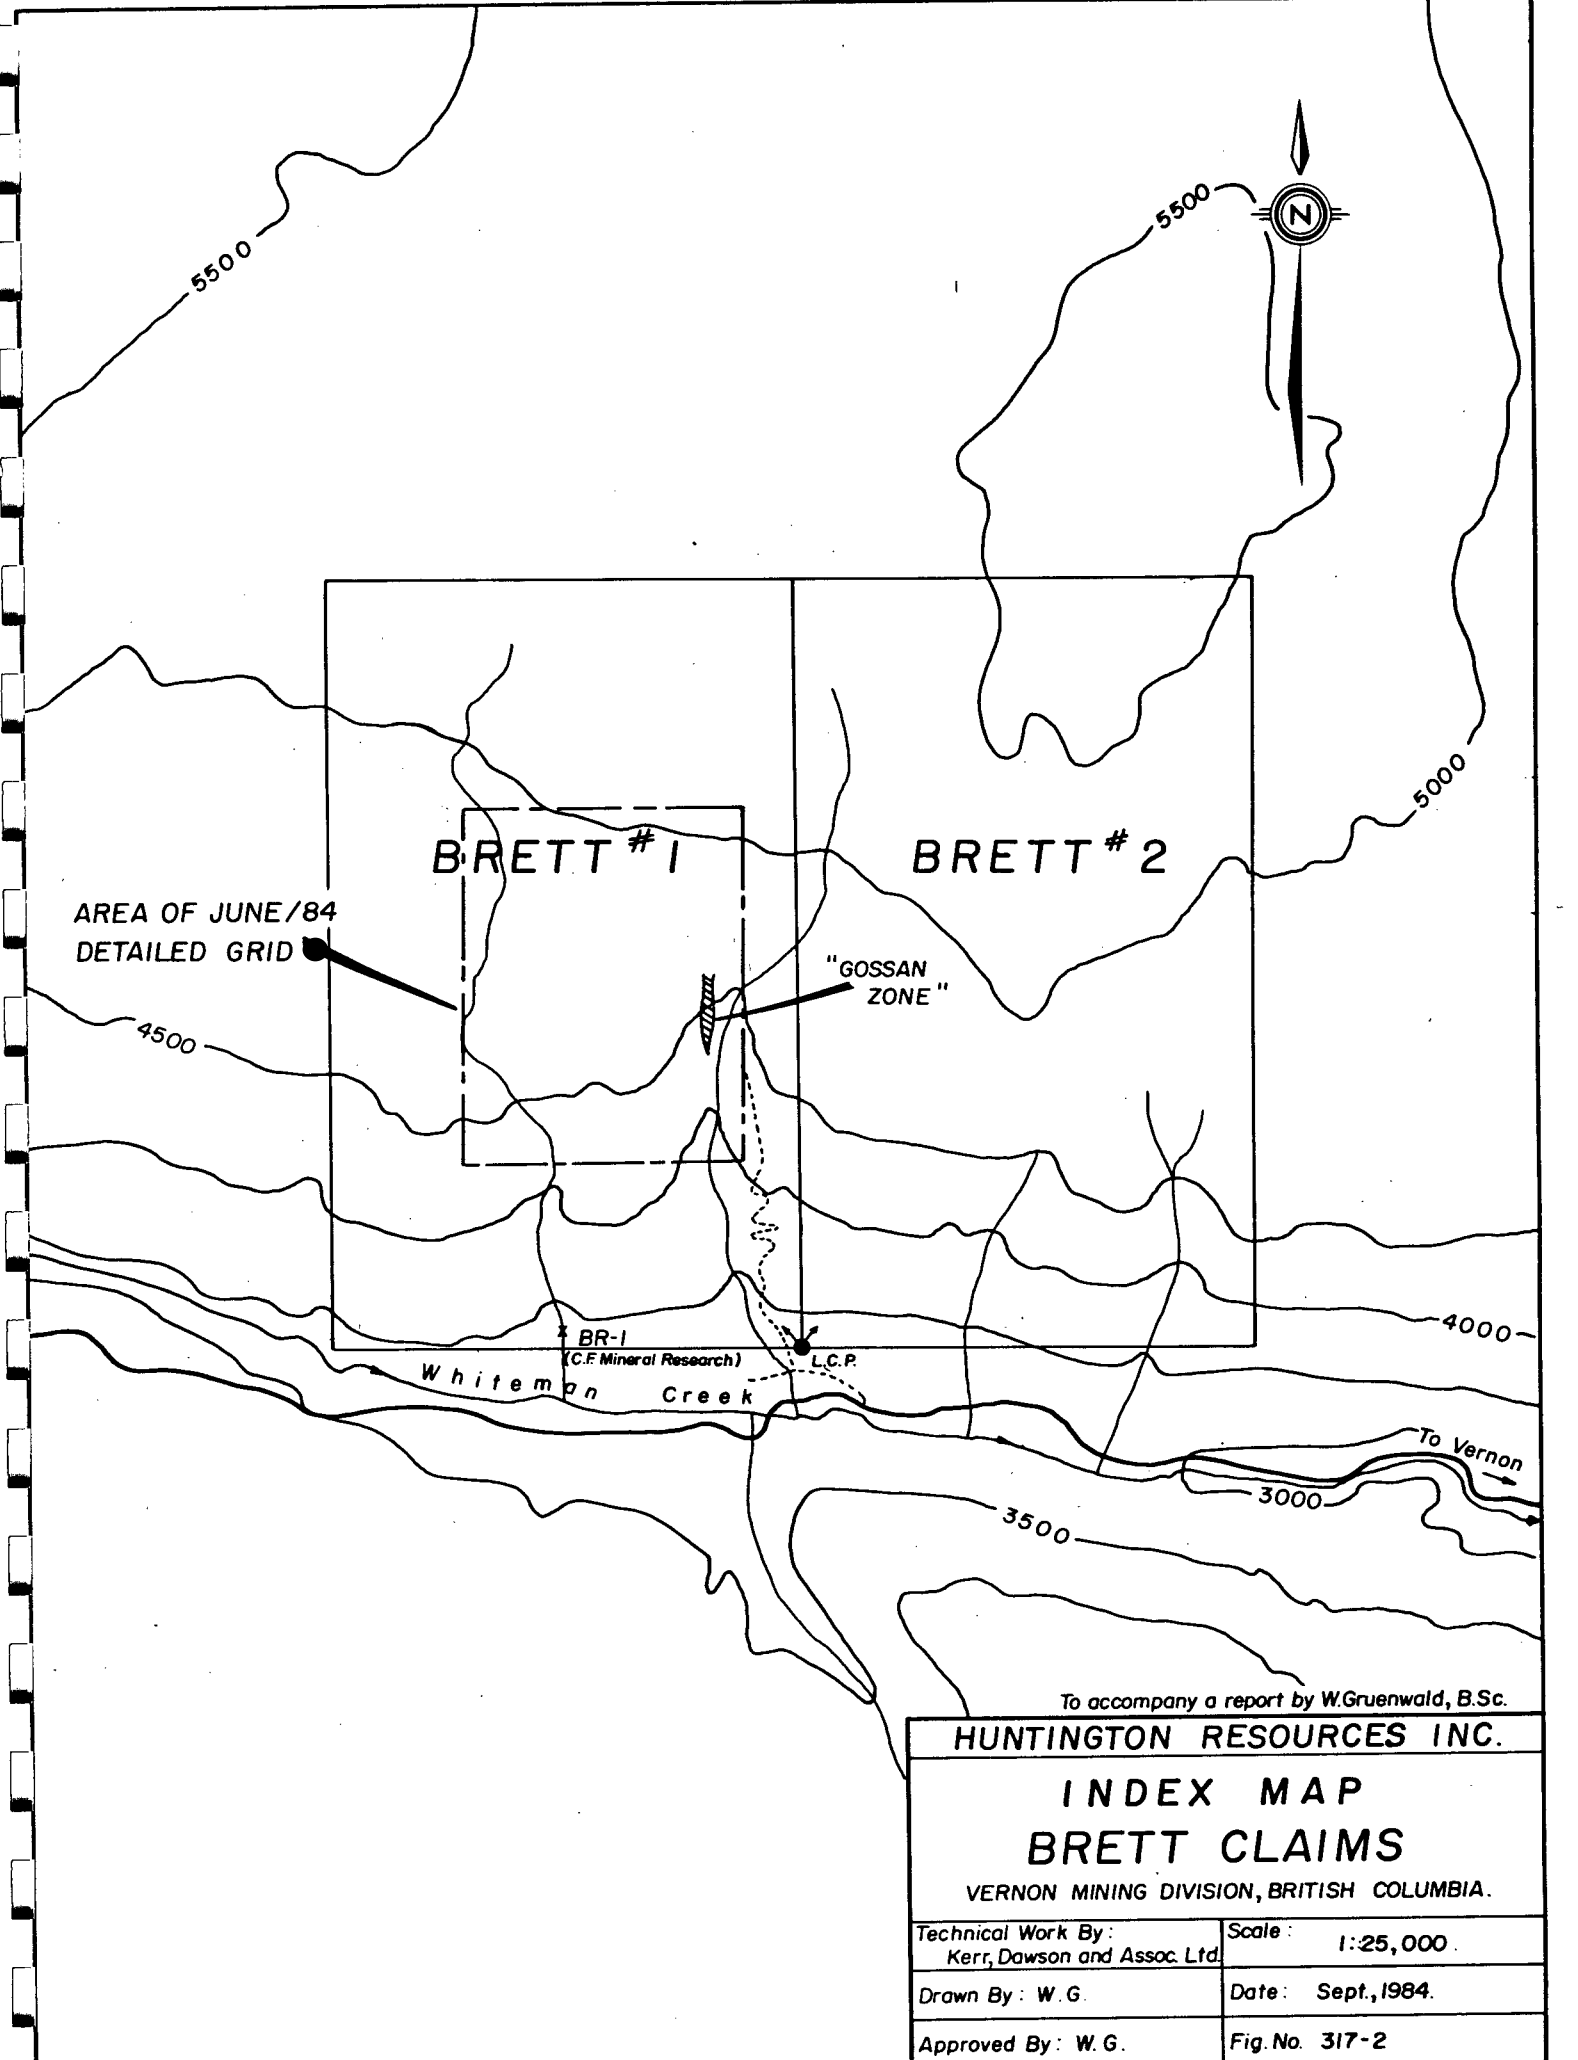 5500
5500
N
5000
BRETT #1
BRETT #2
AREA OF JUNE/84
DETAILED GRID
"GOSSAN
ZONE"
4500
4000
BR-1
(C.F. Mineral Research)
L.C.P.
Whiteman Creek
To Vernon
3000
3500
To accompany a report by W.Gruenwald, B.Sc.
HUNTINGTON RESOURCES INC.
INDEX MAP
BRETT CLAIMS
VERNON MINING DIVISION, BRITISH COLUMBIA.
Technical Work By:
Kerr, Dawson and Assoc. Ltd.
Scale: 1:25,000.
Drawn By: W.G.
Date: Sept., 1984.
Approved By: W.G.
Fig. No. 317-2